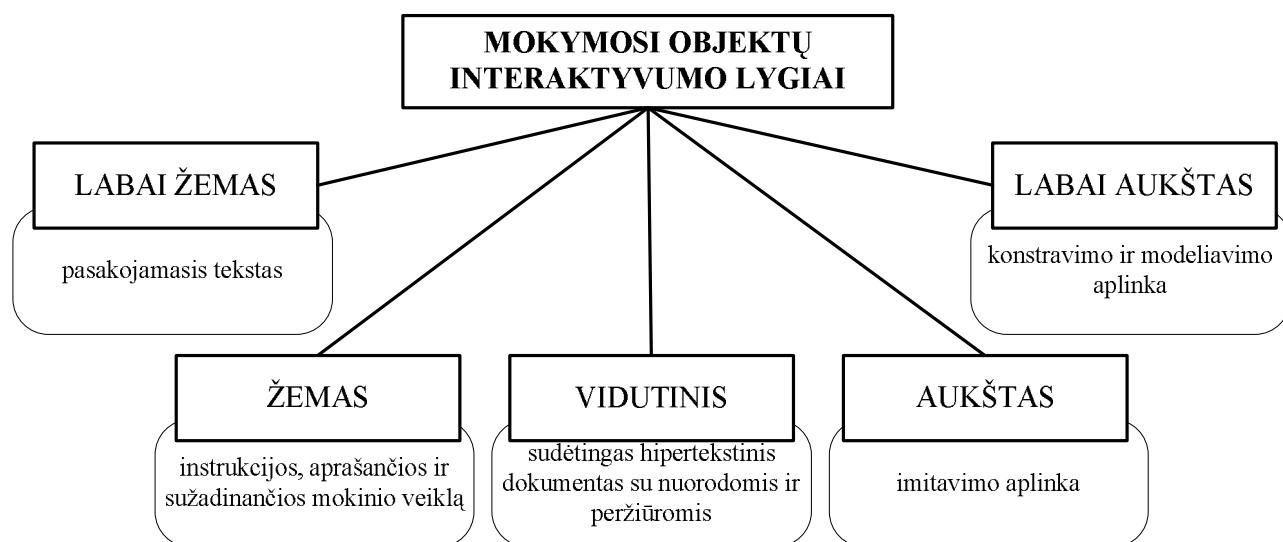 MOKYMOSI OBJEKTŲ
INTERAKTYVUMO LYGIAI
LABAI ŽEMAS
pasakojamasis tekstas
LABAI AUKŠTAS
konstravimo ir modeliavimo
aplinka
ŽEMAS
instrukcijos, aprašančios ir
sužadinančios mokinio veiklą
VIDUTINIS
sudėtingas hipertekstinis
dokumentas su nuorodomis ir
peržiūromis
AUKŠTAS
imitavimo aplinka